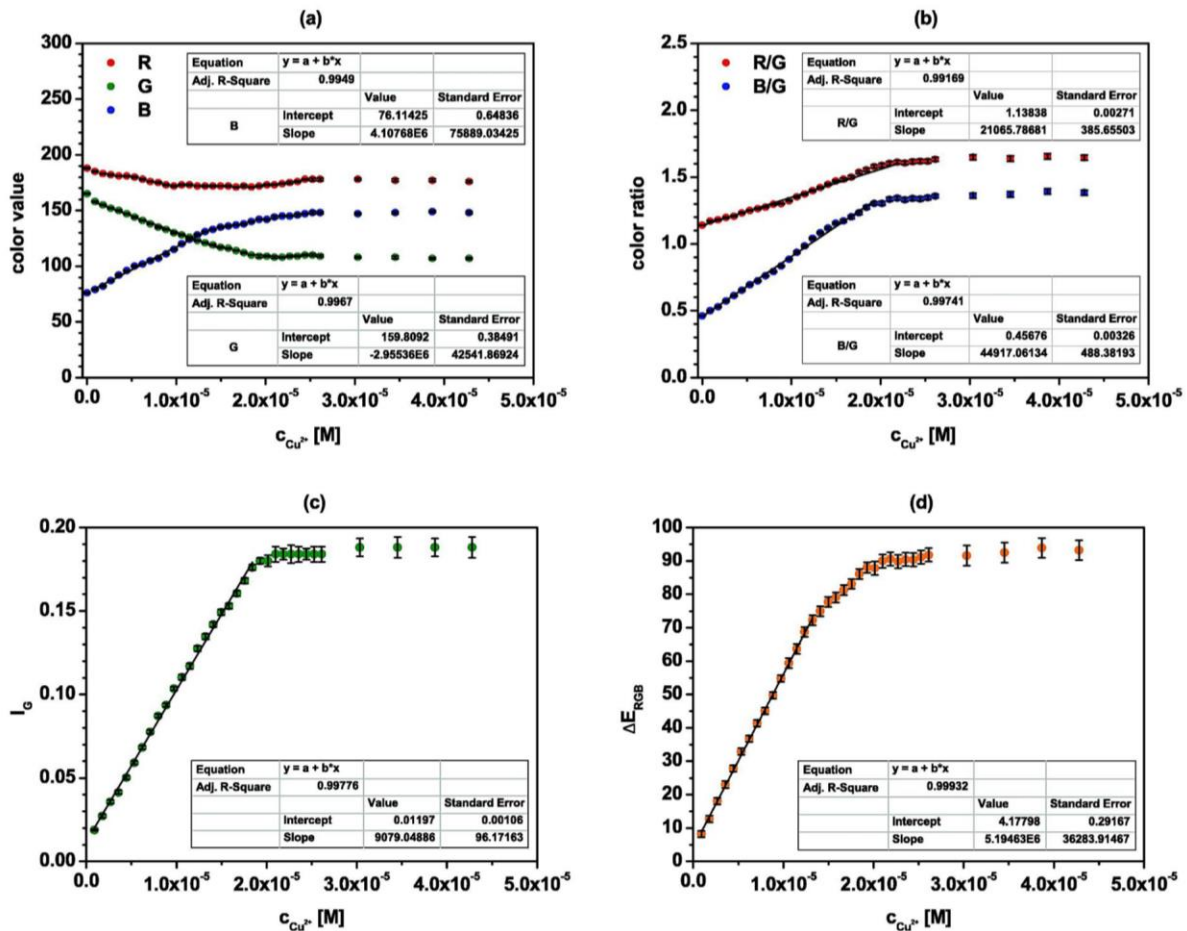 (a)
300
250
200
150
100
50
0
color value
R
G
B
Equation y = a + b*x
Adj. R-Square 0.9949
Value Standard Error
B Intercept 76.11425 0.64836
Slope 4.10768E6 75889.03425
Equation y = a + b*x
Adj. R-Square 0.9967
Value Standard Error
G Intercept 159.8092 0.38491
Slope -2.95536E6 42541.86924
0.0 1.0x10⁻⁵ 2.0x10⁻⁵ 3.0x10⁻⁵ 4.0x10⁻⁵ 5.0x10⁻⁵
c_Cu²⁺ [M]
(b)
2.5
2.0
1.5
1.0
0.5
0.0
color ratio
R/G
B/G
Equation y = a + b*x
Adj. R-Square 0.99169
Value Standard Error
R/G Intercept 1.13838 0.00271
Slope 21065.78681 385.65503
Equation y = a + b*x
Adj. R-Square 0.99741
Value Standard Error
B/G Intercept 0.45676 0.00326
Slope 44917.06134 488.38193
0.0 1.0x10⁻⁵ 2.0x10⁻⁵ 3.0x10⁻⁵ 4.0x10⁻⁵ 5.0x10⁻⁵
c_Cu²⁺ [M]
(c)
0.20
0.15
0.10
0.05
0.00
I_G
Equation y = a + b*x
Adj. R-Square 0.99776
Value Standard Error
Intercept 0.01197 0.00106
Slope 9079.04886 96.17163
0.0 1.0x10⁻⁵ 2.0x10⁻⁵ 3.0x10⁻⁵ 4.0x10⁻⁵ 5.0x10⁻⁵
c_Cu²⁺ [M]
(d)
100
90
80
70
60
50
40
30
20
10
0
ΔE_RGB
Equation y = a + b*x
Adj. R-Square 0.99932
Value Standard Error
Intercept 4.17798 0.29167
Slope 5.19463E6 36283.91467
0.0 1.0x10⁻⁵ 2.0x10⁻⁵ 3.0x10⁻⁵ 4.0x10⁻⁵ 5.0x10⁻⁵
c_Cu²⁺ [M]